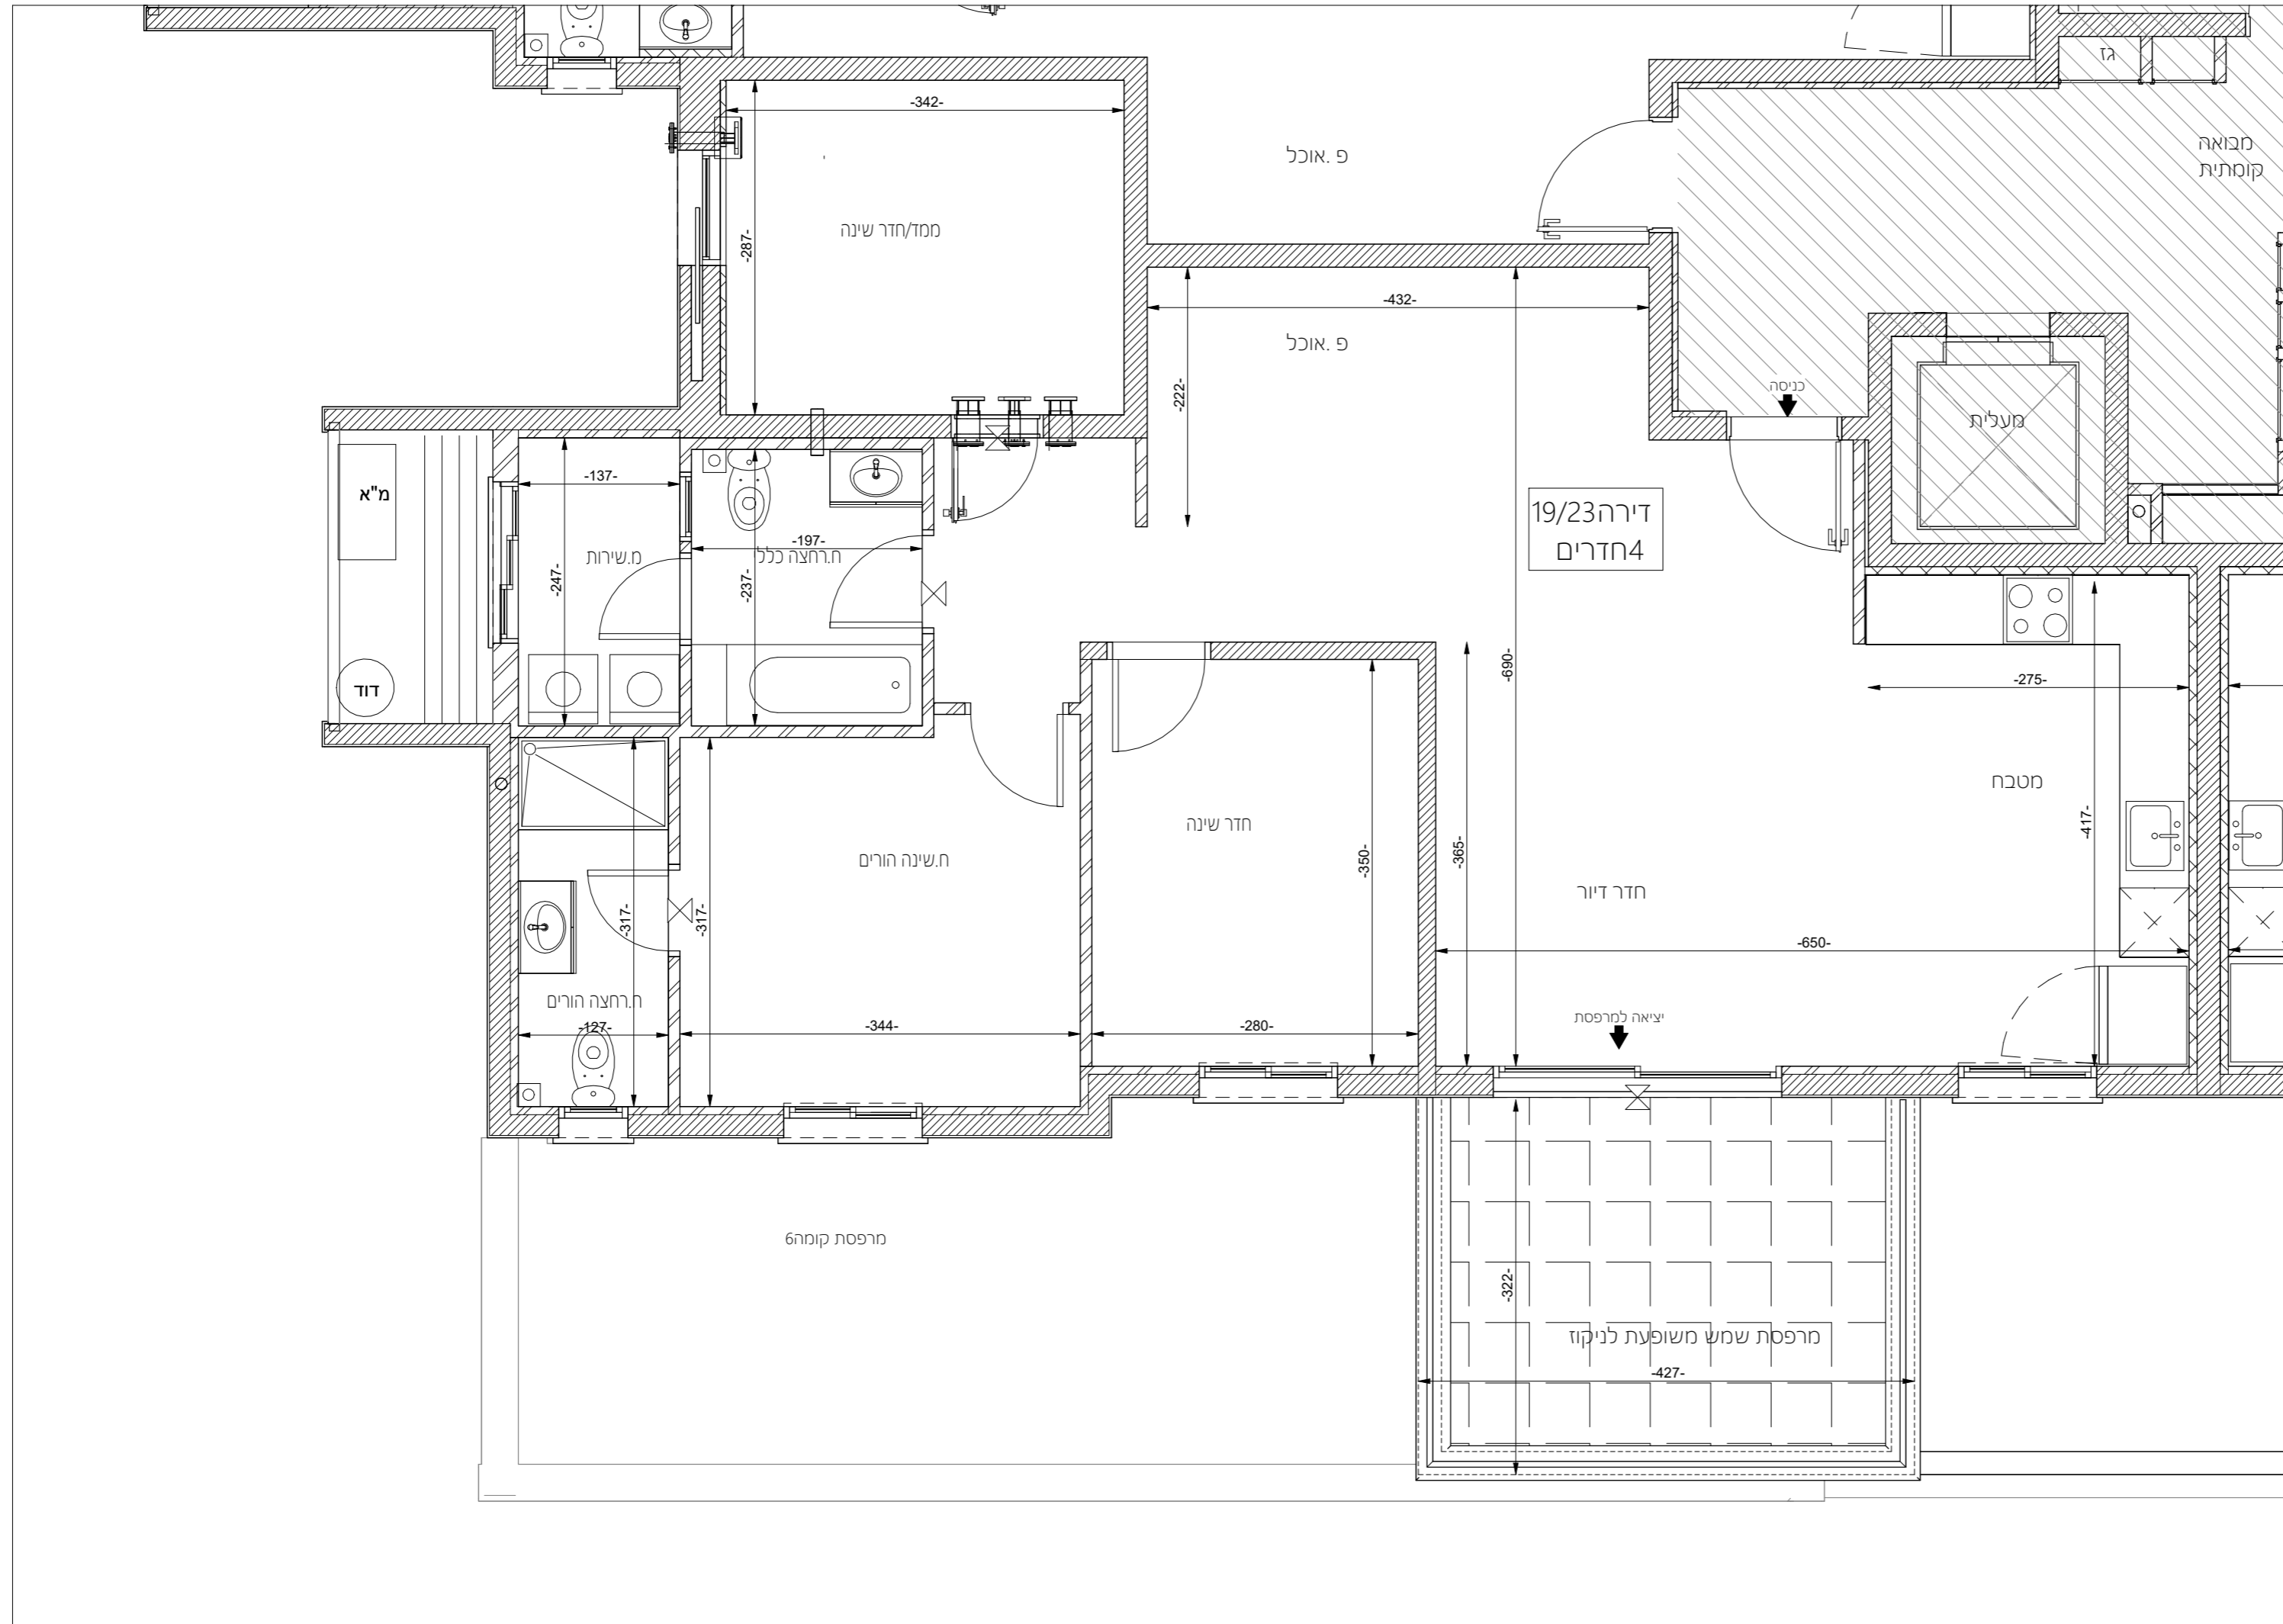 גז
מבואה
קומתית
-342-
פ .אוכל
-287-
ממד/חדר שינה
-432-
פ .אוכל
-222-
כניסה
מעלית
מ"א
-137-
דירה19/23
4חדרים
-197-
ח.רחצה כללי
מ.שירות
-247-
-237-
דוד
-690-
-275-
מטבח
-417-
חדר שינה
ח.שינה הורים
-365-
-350-
חדר דיור
-317-
-317-
-650-
ח.רחצה הורים
-127-
-344-
-280-
יציאה למרפסת
מרפסת קומה6
-322-
מרפסת שמש משופעת לניקוז
-427-